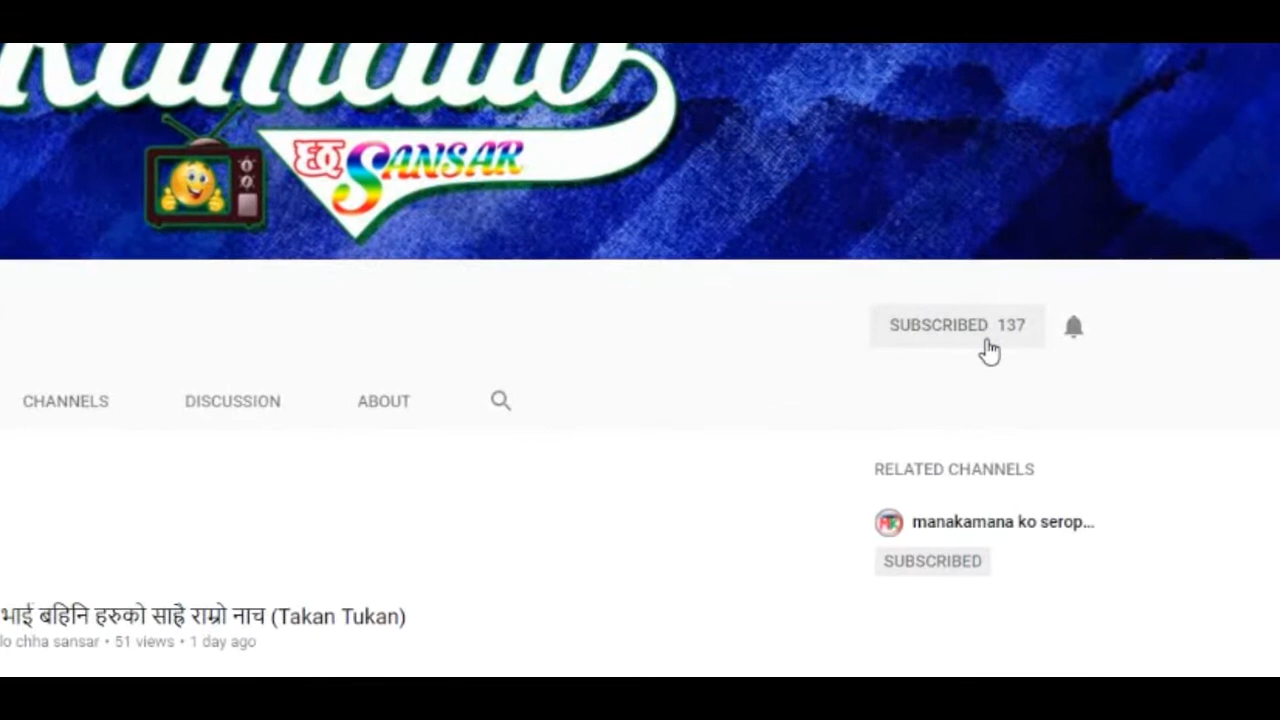 EQ SANSAR
SUBSCRIBED 137
CHANNELS DISCUSSION ABOUT
RELATED CHANNELS
manakamana ko serop...
SUBSCRIBED
भाई बहिनि हरुको साह्रै राम्रो नाच (Takan Tukan)
lo chha sansar • 51 views • 1 day ago